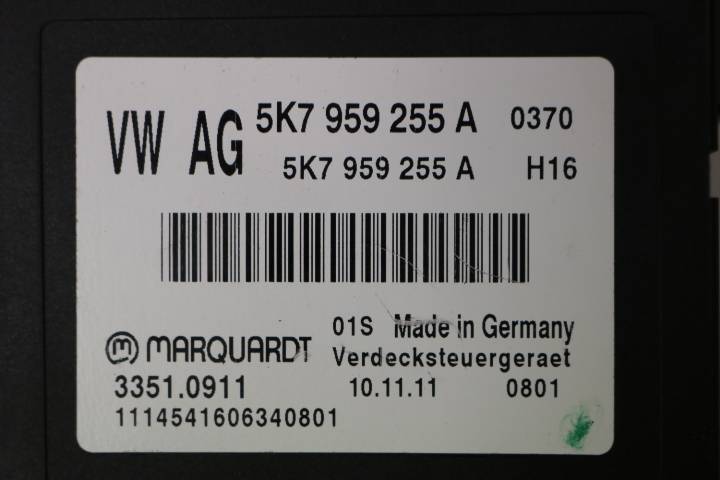 VW AG 5K7 959 255 A 0370
5K7 959 255 A H16
01S Made in Germany
MARQUARDT Verdecksteuergeraet
3351.0911 10.11.11 0801
1114541606340801